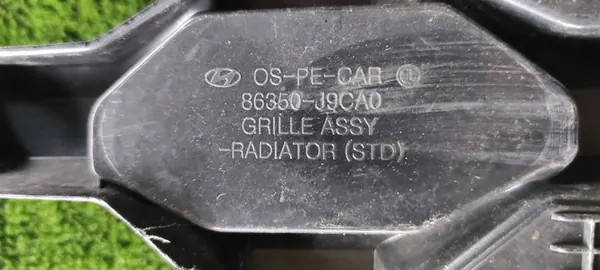 OS-PE-CAR
86350-J9CA0
GRILLE ASSY
-RADIATOR (STD)